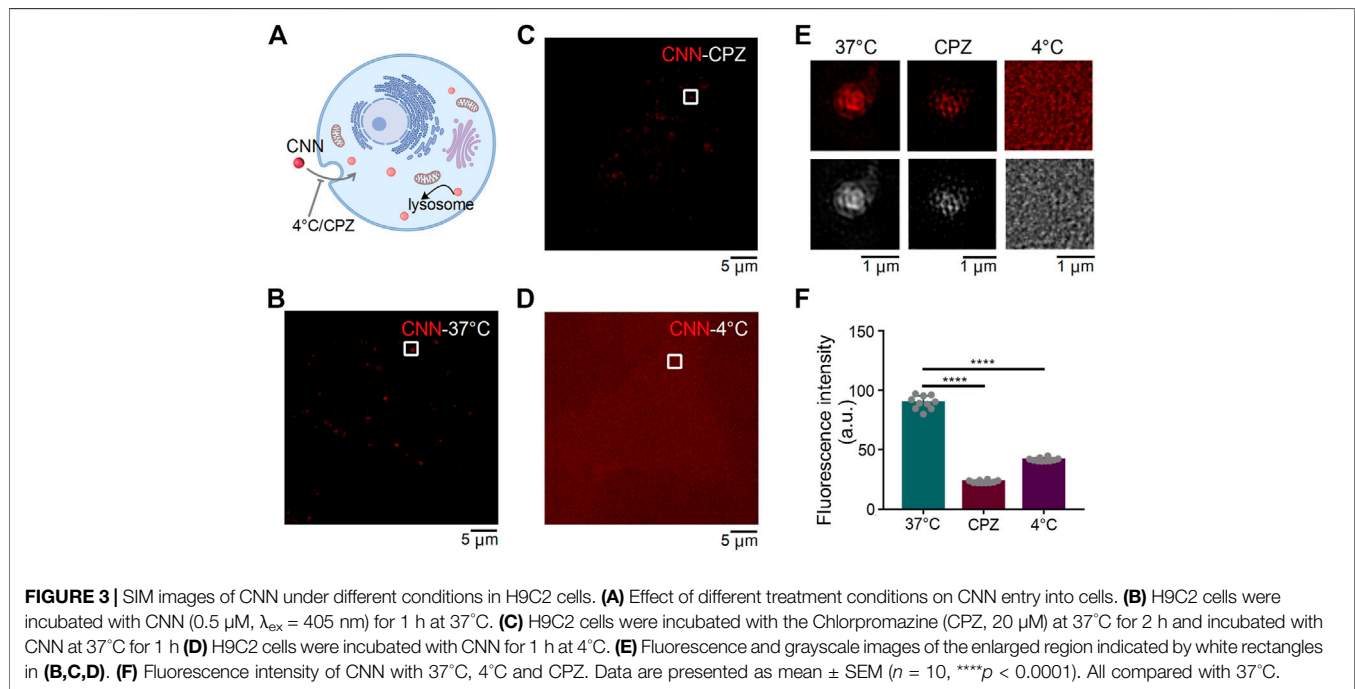 A
CNN
4°C/CPZ
lysosome
B
CNN-37°C
5 µm
C
CNN-CPZ
5 µm
D
CNN-4°C
5 µm
E
37°C CPZ 4°C
1 µm 1 µm 1 µm
F
Fluorescence intensity
(a.u.)
150
100
50
0
****
****
37°C CPZ 4°C
FIGURE 3 | SIM images of CNN under different conditions in H9C2 cells. (A) Effect of different treatment conditions on CNN entry into cells. (B) H9C2 cells were
incubated with CNN (0.5 µM, λex = 405 nm) for 1 h at 37°C. (C) H9C2 cells were incubated with the Chlorpromazine (CPZ, 20 µM) at 37°C for 2 h and incubated with
CNN at 37°C for 1 h (D) H9C2 cells were incubated with CNN for 1 h at 4°C. (E) Fluorescence and grayscale images of the enlarged region indicated by white rectangles
in (B,C,D). (F) Fluorescence intensity of CNN with 37°C, 4°C and CPZ. Data are presented as mean ± SEM (n = 10, ****p < 0.0001). All compared with 37°C.